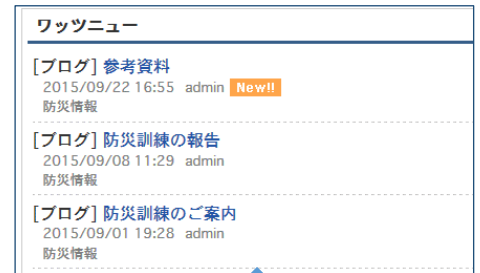 ワッツニュー
[ブログ] 参考資料
2015/09/22 16:55 admin New!!
防災情報
[ブログ] 防災訓練の報告
2015/09/08 11:29 admin
防災情報
[ブログ] 防災訓練のご案内
2015/09/01 19:28 admin
防災情報